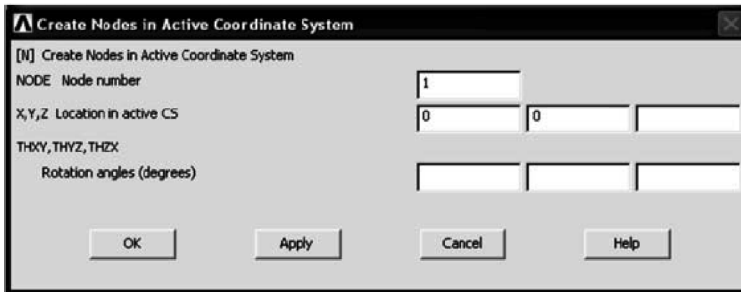 Create Nodes in Active Coordinate System
[N] Create Nodes in Active Coordinate System
NODE Node number 1
X,Y,Z Location in active CS 0 0
THXY,THYZ,THZX
Rotation angles (degrees)
OK Apply Cancel Help